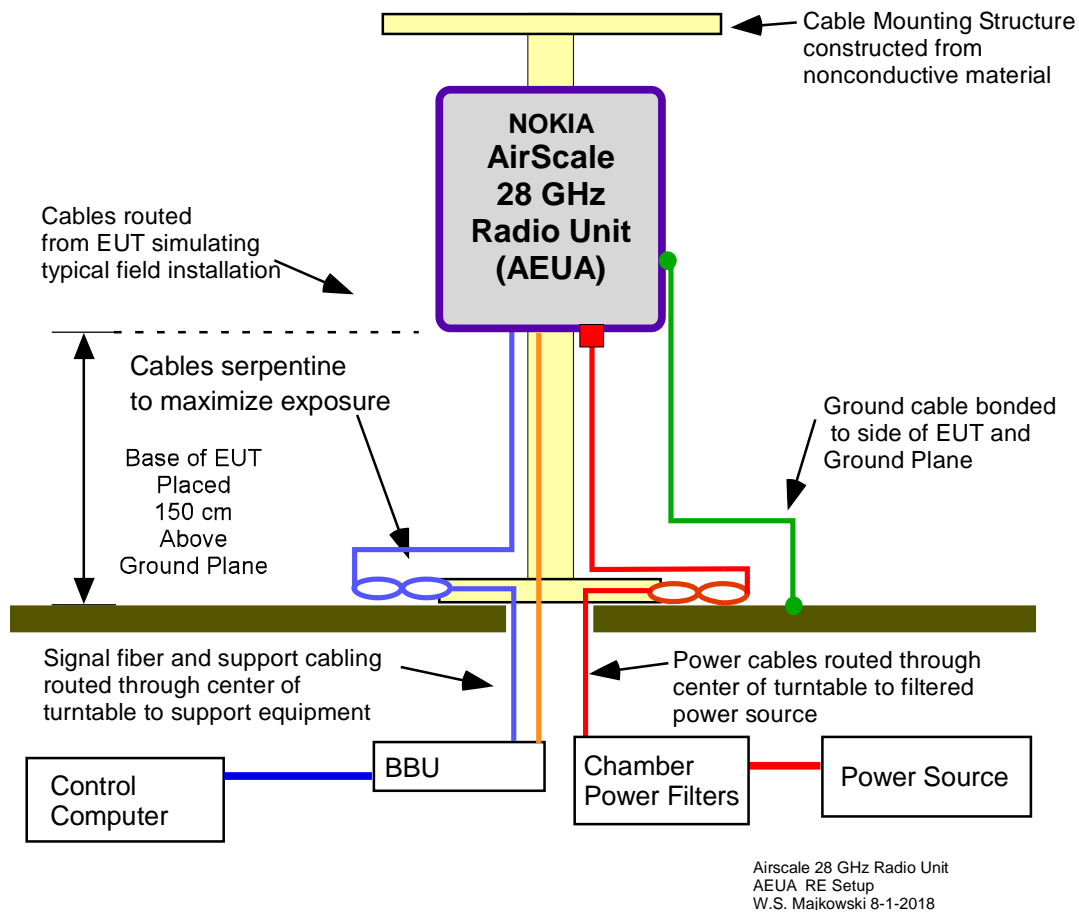 Cable Mounting Structure
constructed from
nonconductive material
NOKIA
AirScale
28 GHz
Radio Unit
(AEUA)
Cables routed
from EUT simulating
typical field installation
Cables serpentine
to maximize exposure
Base of EUT
Placed
150 cm
Above
Ground Plane
Ground cable bonded
to side of EUT and
Ground Plane
Signal fiber and support cabling
routed through center of
turntable to support equipment
Power cables routed through
center of turntable to filtered
power source
Control
Computer
BBU
Chamber
Power Filters
Power Source
Airscale 28 GHz Radio Unit
AEUA RE Setup
W.S. Majkowski 8-1-2018